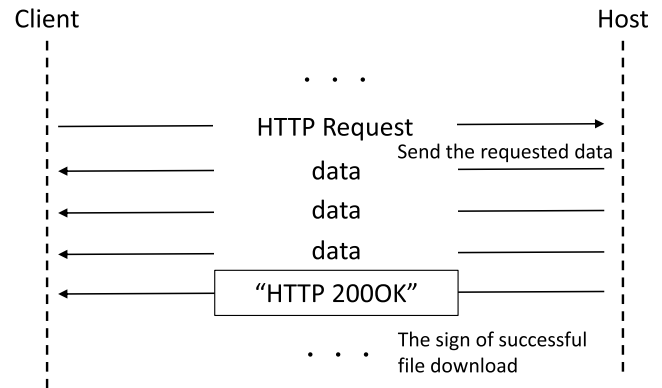 Client
Host
. . .
HTTP Request
Send the requested data
data
data
data
“HTTP 200OK”
. . .
The sign of successful
file download